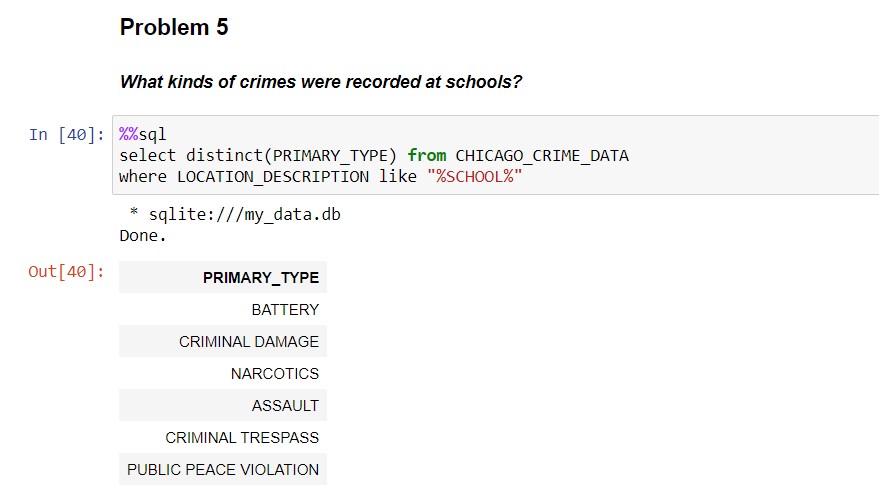 Problem 5
What kinds of crimes were recorded at schools?
In [40]: %%sql
select distinct(PRIMARY_TYPE) from CHICAGO_CRIME_DATA
where LOCATION_DESCRIPTION like "%SCHOOL%"
* sqlite:///my_data.db
Done.
Out[40]: PRIMARY_TYPE
BATTERY
CRIMINAL DAMAGE
NARCOTICS
ASSAULT
CRIMINAL TRESPASS
PUBLIC PEACE VIOLATION